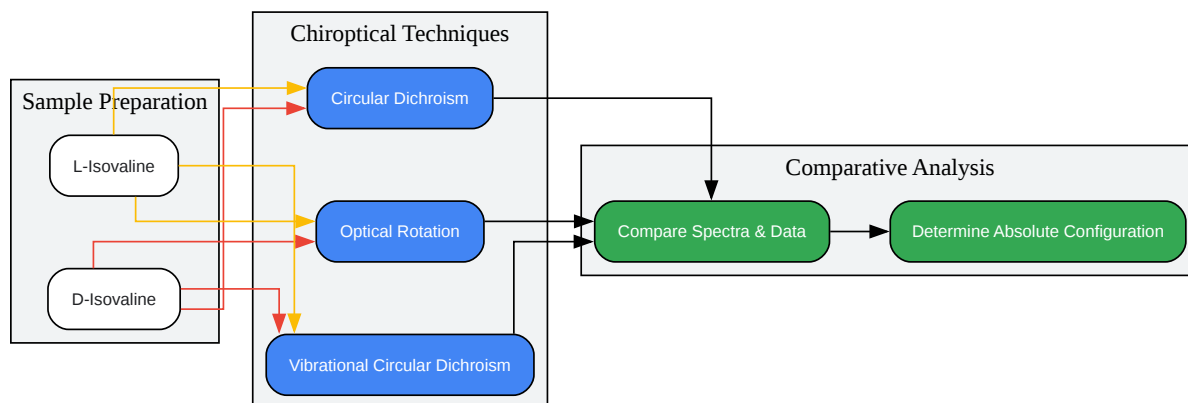 Sample Preparation
L-Isovaline
D-Isovaline
Chiroptical Techniques
Circular Dichroism
Optical Rotation
Vibrational Circular Dichroism
Comparative Analysis
Compare Spectra & Data
Determine Absolute Configuration